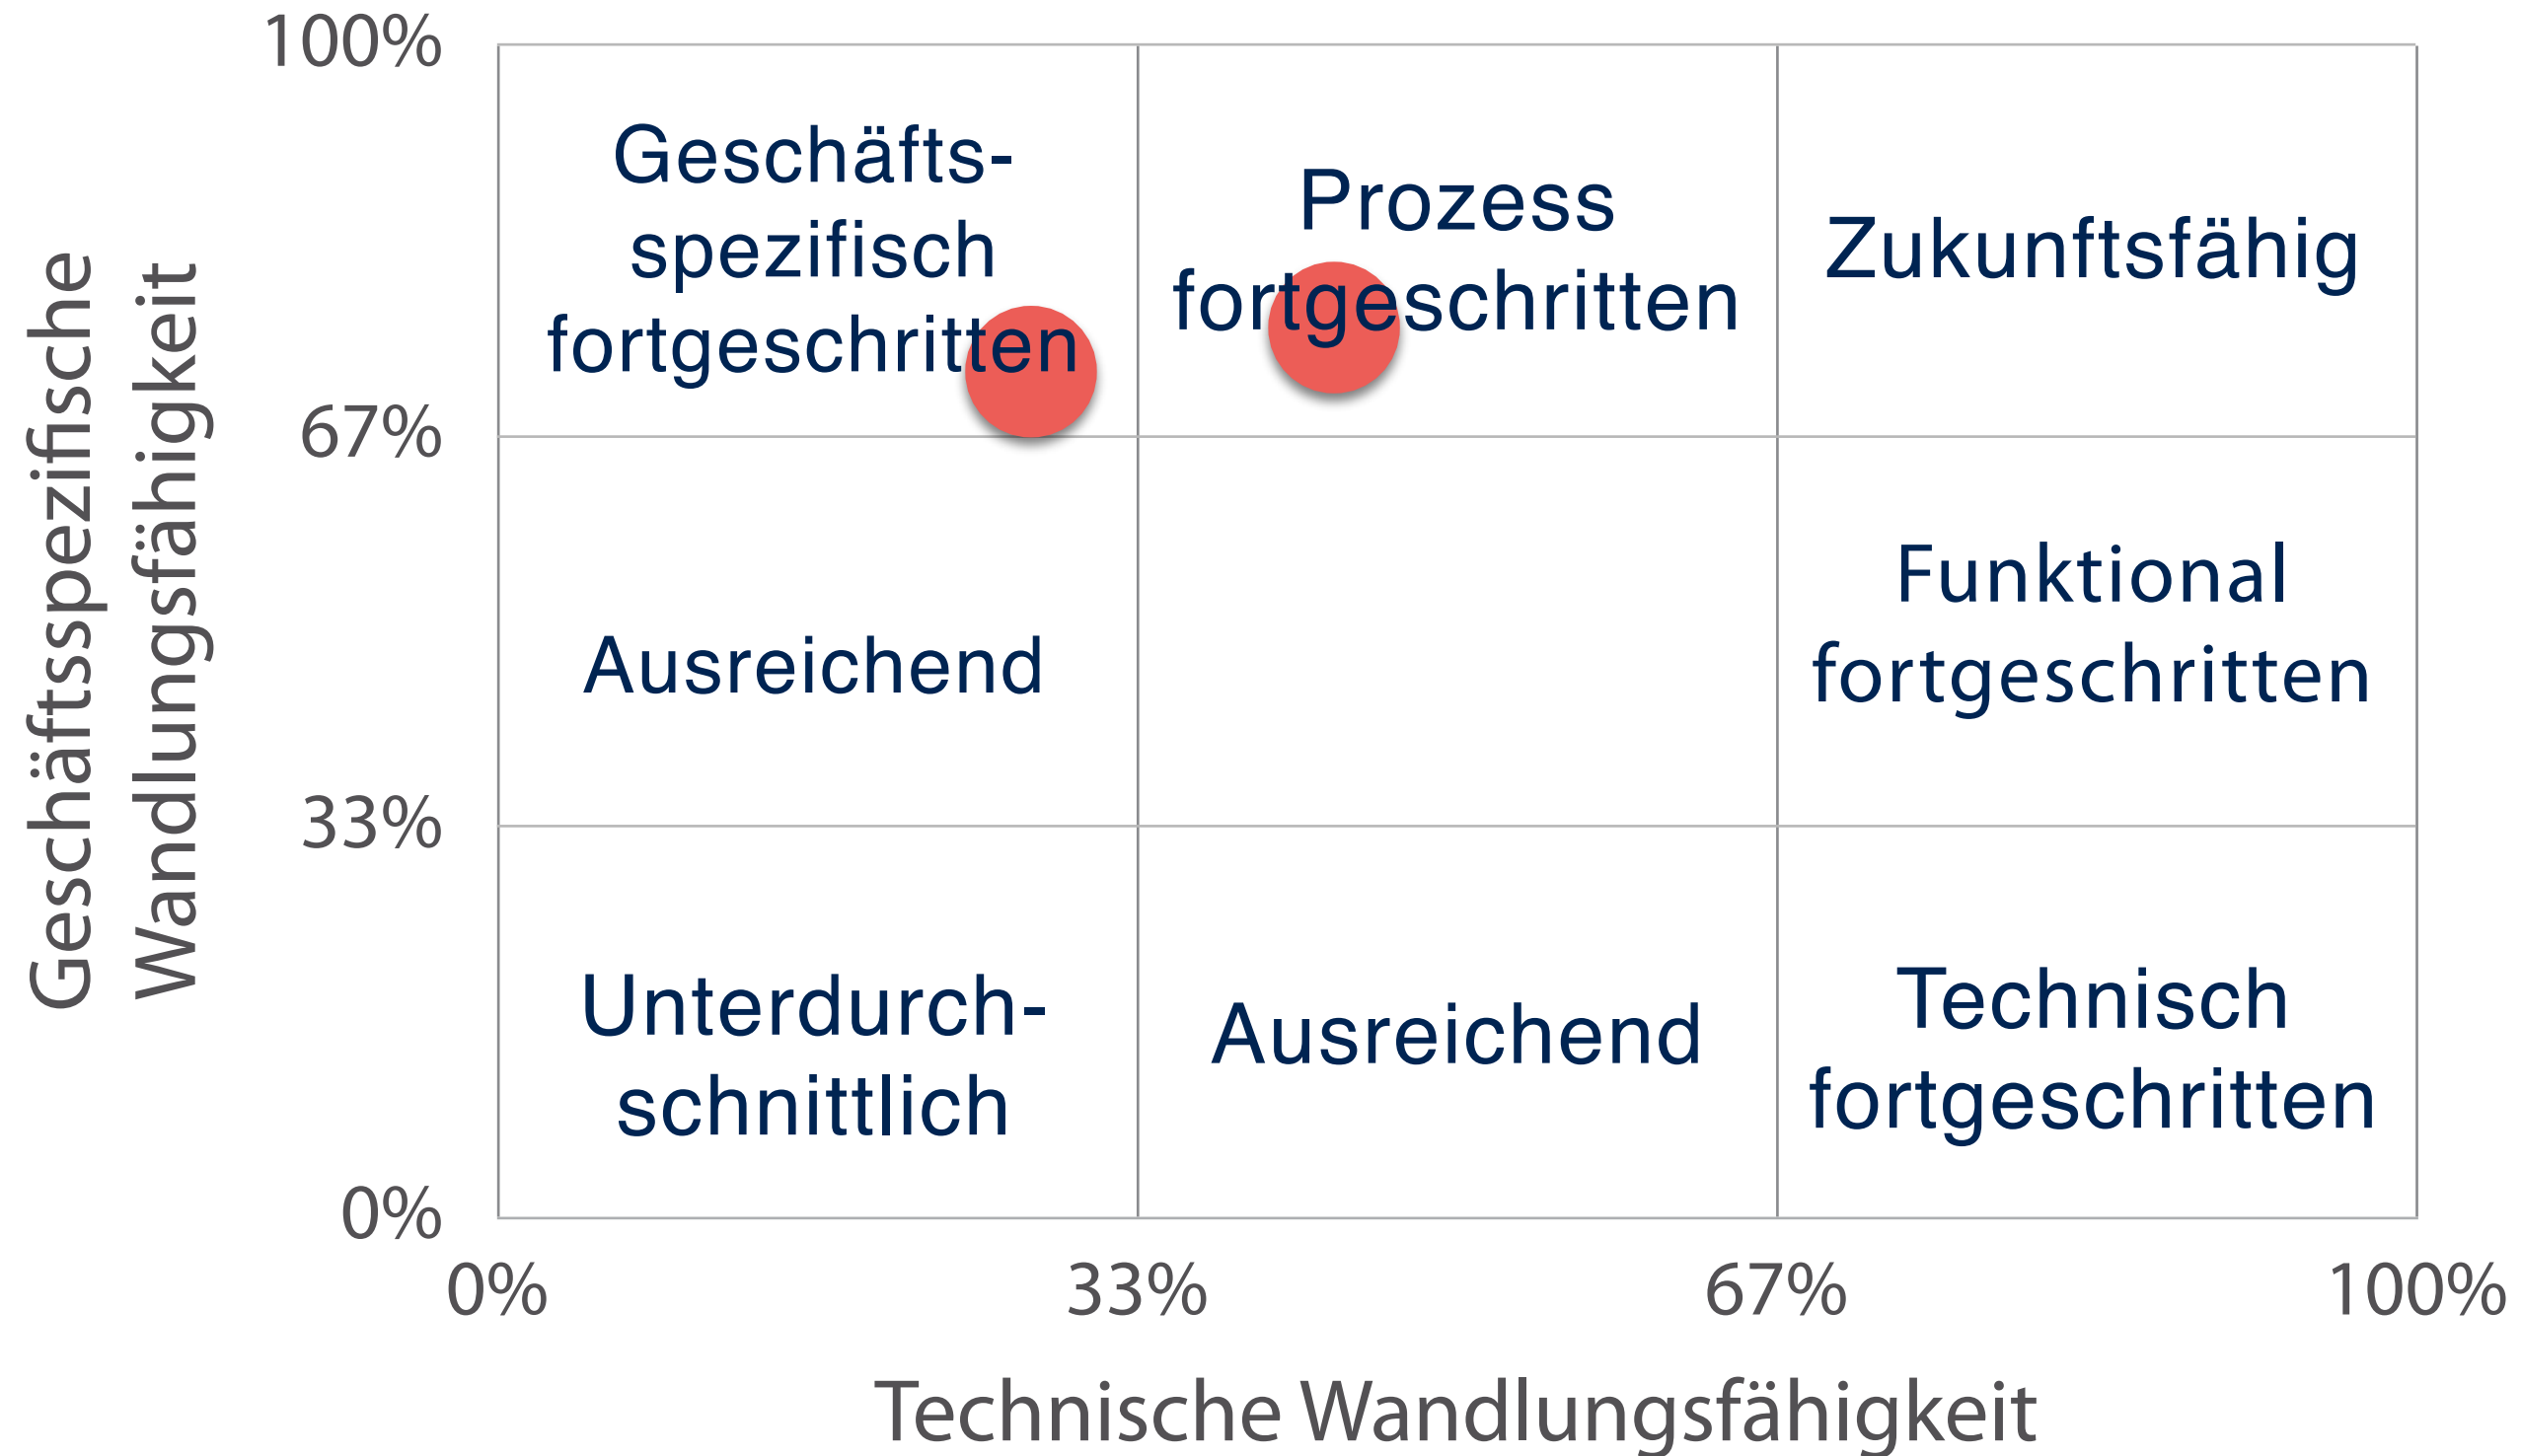 Geschäftsspezifische
Wandlungsfähigkeit
100%
67%
33%
0%
Geschäfts-
spezifisch
fortgeschritten
Prozess
fortgeschritten
Zukunftsfähig
Ausreichend
Funktional
fortgeschritten
Unterdurch-
schnittlich
Ausreichend
Technisch
fortgeschritten
0%
33%
67%
100%
Technische Wandlungsfähigkeit